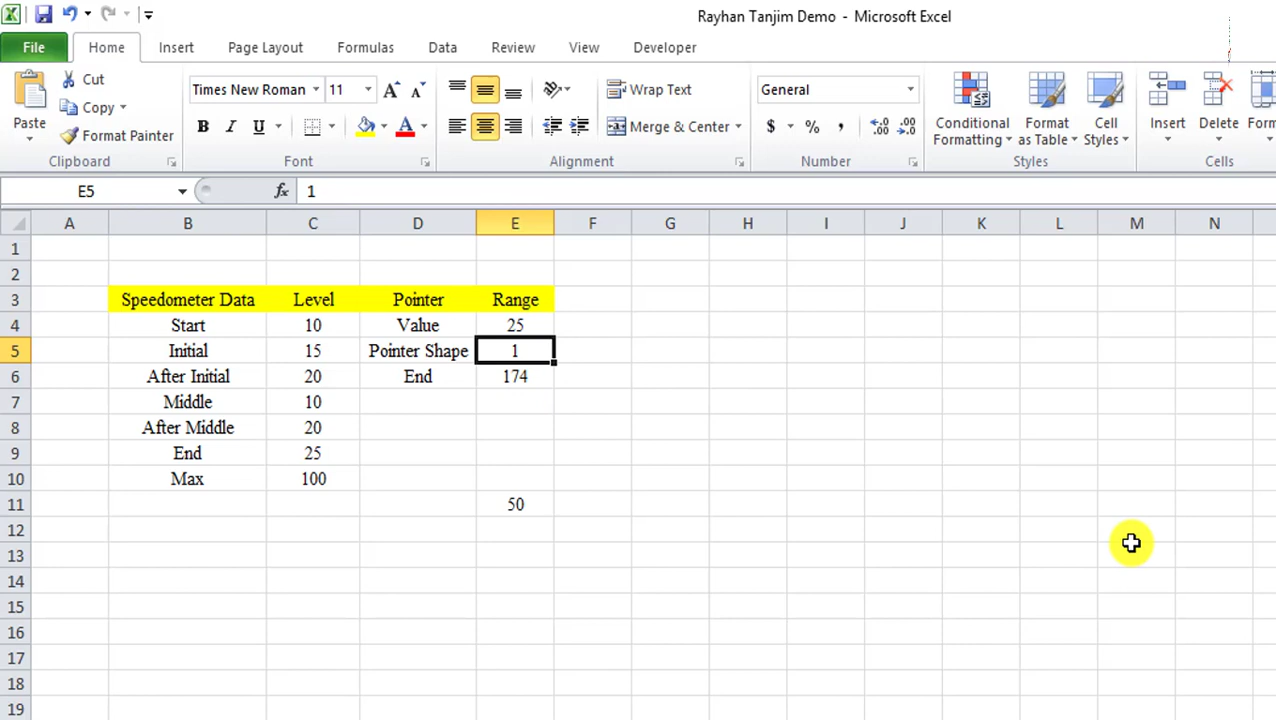 Rayhan Tanjim Demo - Microsoft Excel
File Home Insert Page Layout Formulas Data Review View Developer
Paste Cut Copy Format Painter
Times New Roman 11 A A
B I U A
Wrap Text
Merge & Center
General
$ % , .00 .0
Conditional Formatting
Format as Table
Cell Styles
Insert Delete
Clipboard Font Alignment Number Styles Cells
E5 fx 1
A B C D E F G H I J K L M N
1
2
3 Speedometer Data Level Pointer Range
4 Start 10 Value 25
5 Initial 15 Pointer Shape 1
6 After Initial 20 End 174
7 Middle 10
8 After Middle 20
9 End 25
10 Max 100
11 50
12
13
14
15
16
17
18
19